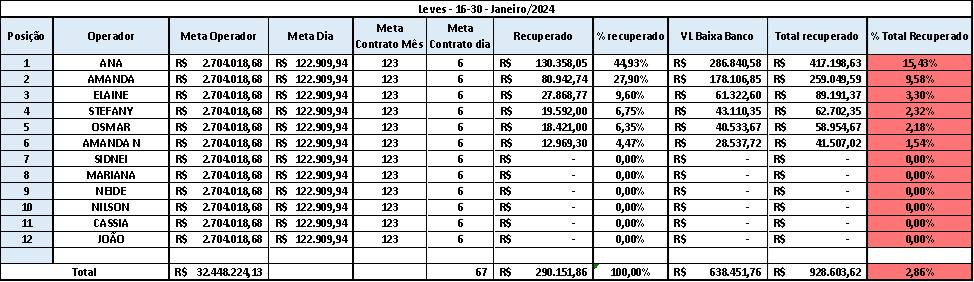 Leves - 16-30 - Janeiro/2024
Posição Operador Meta Operador Meta Dia Meta Contrato Mês Meta Contrato dia Recuperado % recuperado VL Baixa Banco Total recuperado % Total Recuperado
1 ANA R$ 2.704.018,68 R$ 122.909,94 123 6 R$ 130.358,05 44,93% R$ 286.840,58 R$ 417.198,63 15,43%
2 AMANDA R$ 2.704.018,68 R$ 122.909,94 123 6 R$ 80.942,74 27,90% R$ 178.106,85 R$ 259.049,59 9,58%
3 ELAINE R$ 2.704.018,68 R$ 122.909,94 123 6 R$ 27.868,77 9,60% R$ 61.322,60 R$ 89.191,37 3,30%
4 STEFANY R$ 2.704.018,68 R$ 122.909,94 123 6 R$ 19.592,00 6,75% R$ 43.110,35 R$ 62.702,35 2,32%
5 OSMAR R$ 2.704.018,68 R$ 122.909,94 123 6 R$ 18.421,00 6,35% R$ 40.533,67 R$ 58.954,67 2,18%
6 AMANDA N R$ 2.704.018,68 R$ 122.909,94 123 6 R$ 12.969,30 4,47% R$ 28.537,72 R$ 41.507,02 1,54%
7 SIDNEI R$ 2.704.018,68 R$ 122.909,94 123 6 R$ - 0,00% R$ - R$ - 0,00%
8 MARIANA R$ 2.704.018,68 R$ 122.909,94 123 6 R$ - 0,00% R$ - R$ - 0,00%
9 NEIDE R$ 2.704.018,68 R$ 122.909,94 123 6 R$ - 0,00% R$ - R$ - 0,00%
10 NILSON R$ 2.704.018,68 R$ 122.909,94 123 6 R$ - 0,00% R$ - R$ - 0,00%
11 CASSIA R$ 2.704.018,68 R$ 122.909,94 123 6 R$ - 0,00% R$ - R$ - 0,00%
12 JOÃO R$ 2.704.018,68 R$ 122.909,94 123 6 R$ - 0,00% R$ - R$ - 0,00%
Total R$ 32.448.224,13 67 R$ 290.151,86 100,00% R$ 638.451,76 R$ 928.603,62 2,86%